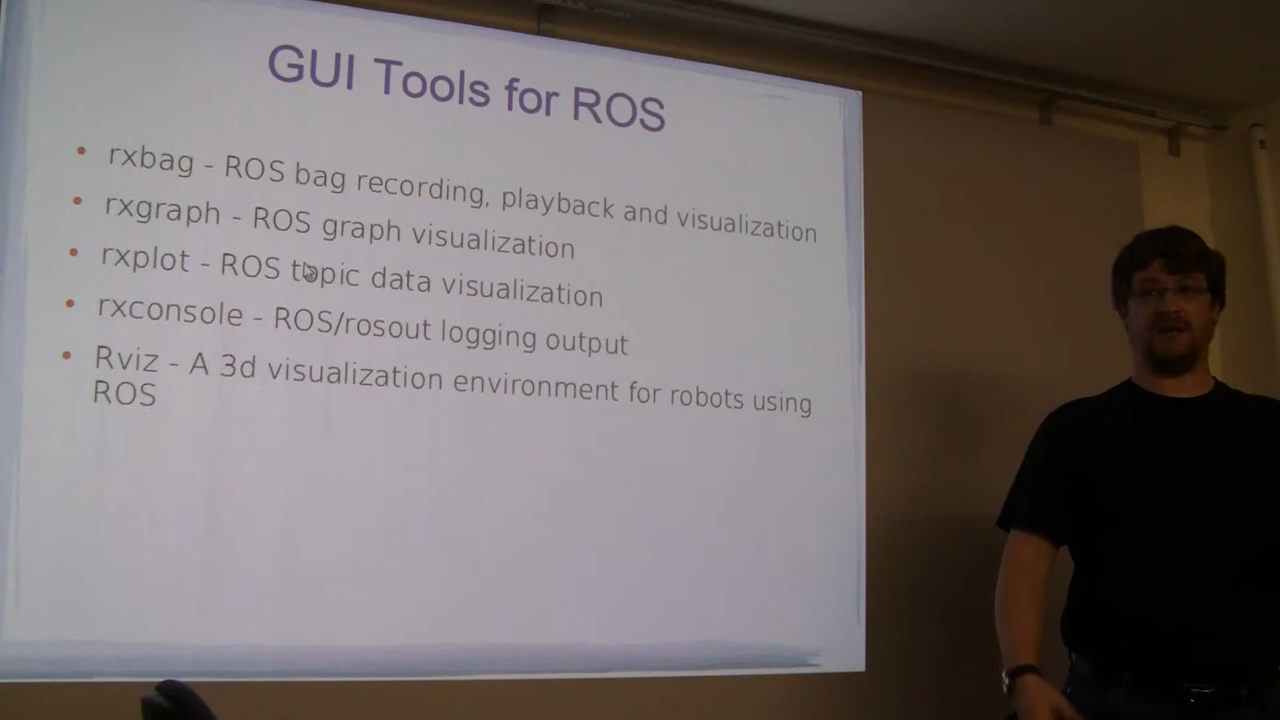 GUI Tools for ROS
• rxbag - ROS bag recording, playback and visualization
• rxgraph - ROS graph visualization
• rxplot - ROS topic data visualization
• rxconsole - ROS/rosout logging output
• Rviz - A 3d visualization environment for robots using
ROS